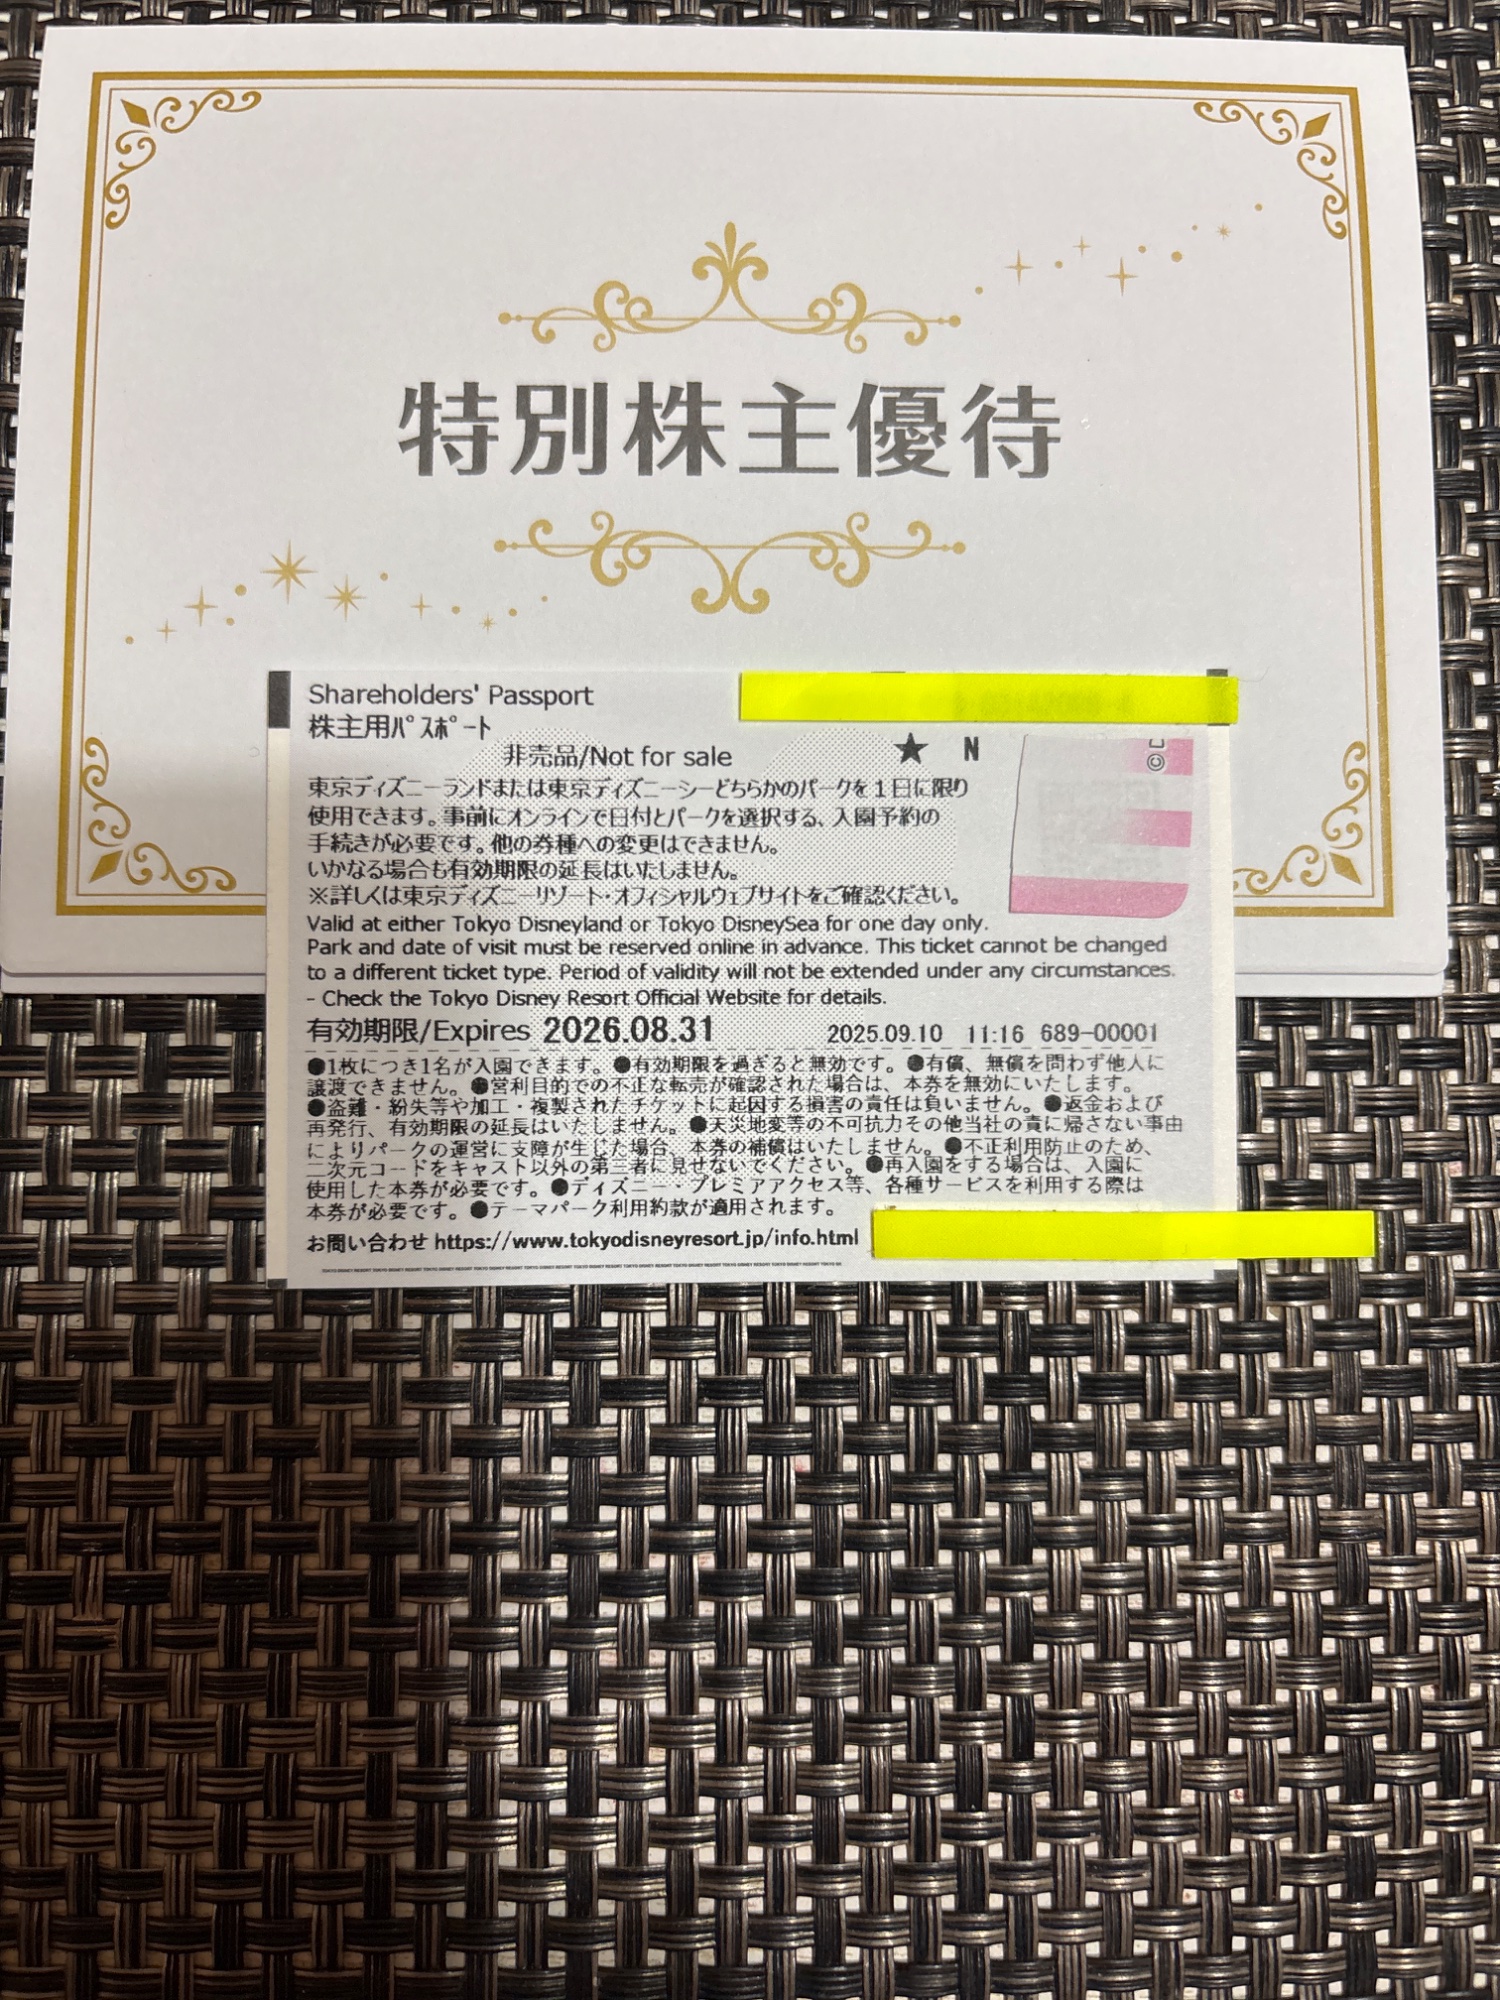 特別株主優待
Shareholders' Passport
株主用ﾊﾟｽﾎﾟｰﾄ
非売品/Not for sale
★ N
©D
東京ディズニーランドまたは東京ディズニーシーどちらかのパークを１日に限り
使用できます。事前にオンラインで日付とパークを選択する、入園予約の
手続きが必要です。他の券種への変更はできません。
いかなる場合も有効期限の延長はいたしません。
※詳しくは東京ディズニーリゾート・オフィシャルウェブサイトをご確認ください。
Valid at either Tokyo Disneyland or Tokyo DisneySea for one day only.
Park and date of visit must be reserved online in advance. This ticket cannot be changed
to a different ticket type. Period of validity will not be extended under any circumstances.
- Check the Tokyo Disney Resort Official Website for details.
有効期限/Expires 2026.08.31 2025.09.10 11:16 689-00001
●1枚につき1名が入園できます。●有効期限を過ぎると無効です。●有償、無償を問わず他人に
譲渡できません。●営利目的での不正な転売が確認された場合は、本券を無効にいたします。
●盗難・紛失等や加工・複製されたチケットに起因する損害の責任は負いません。●返金および
再発行、有効期限の延長はいたしません。●天災地変等の不可抗力その他当社の責に帰さない事由
によりパークの運営に支障が生じた場合、本券の補償はいたしません。●不正利用防止のため、
二次元コードをキャスト以外の第三者に見せないでください。●再入園をする場合は、入園に
使用した本券が必要です。●ディズニー・プレミアアクセス等、各種サービスを利用する際は
本券が必要です。●テーマパーク利用約款が適用されます。
お問い合わせ https://www.tokyodisneyresort.jp/info.html